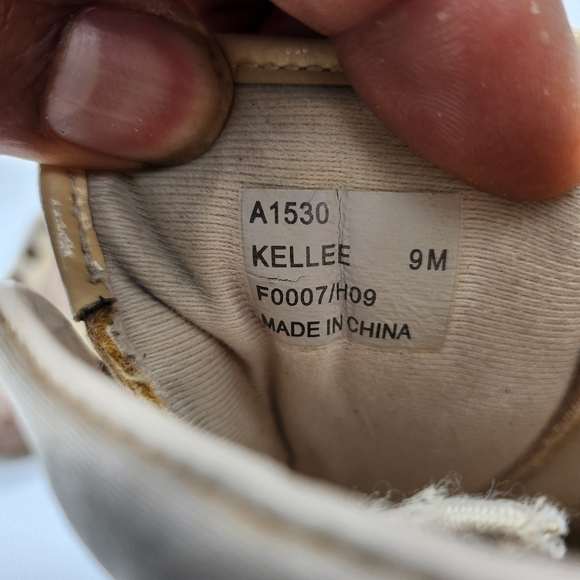 A1530
KELLEE 9M
F0007/H09
MADE IN CHINA